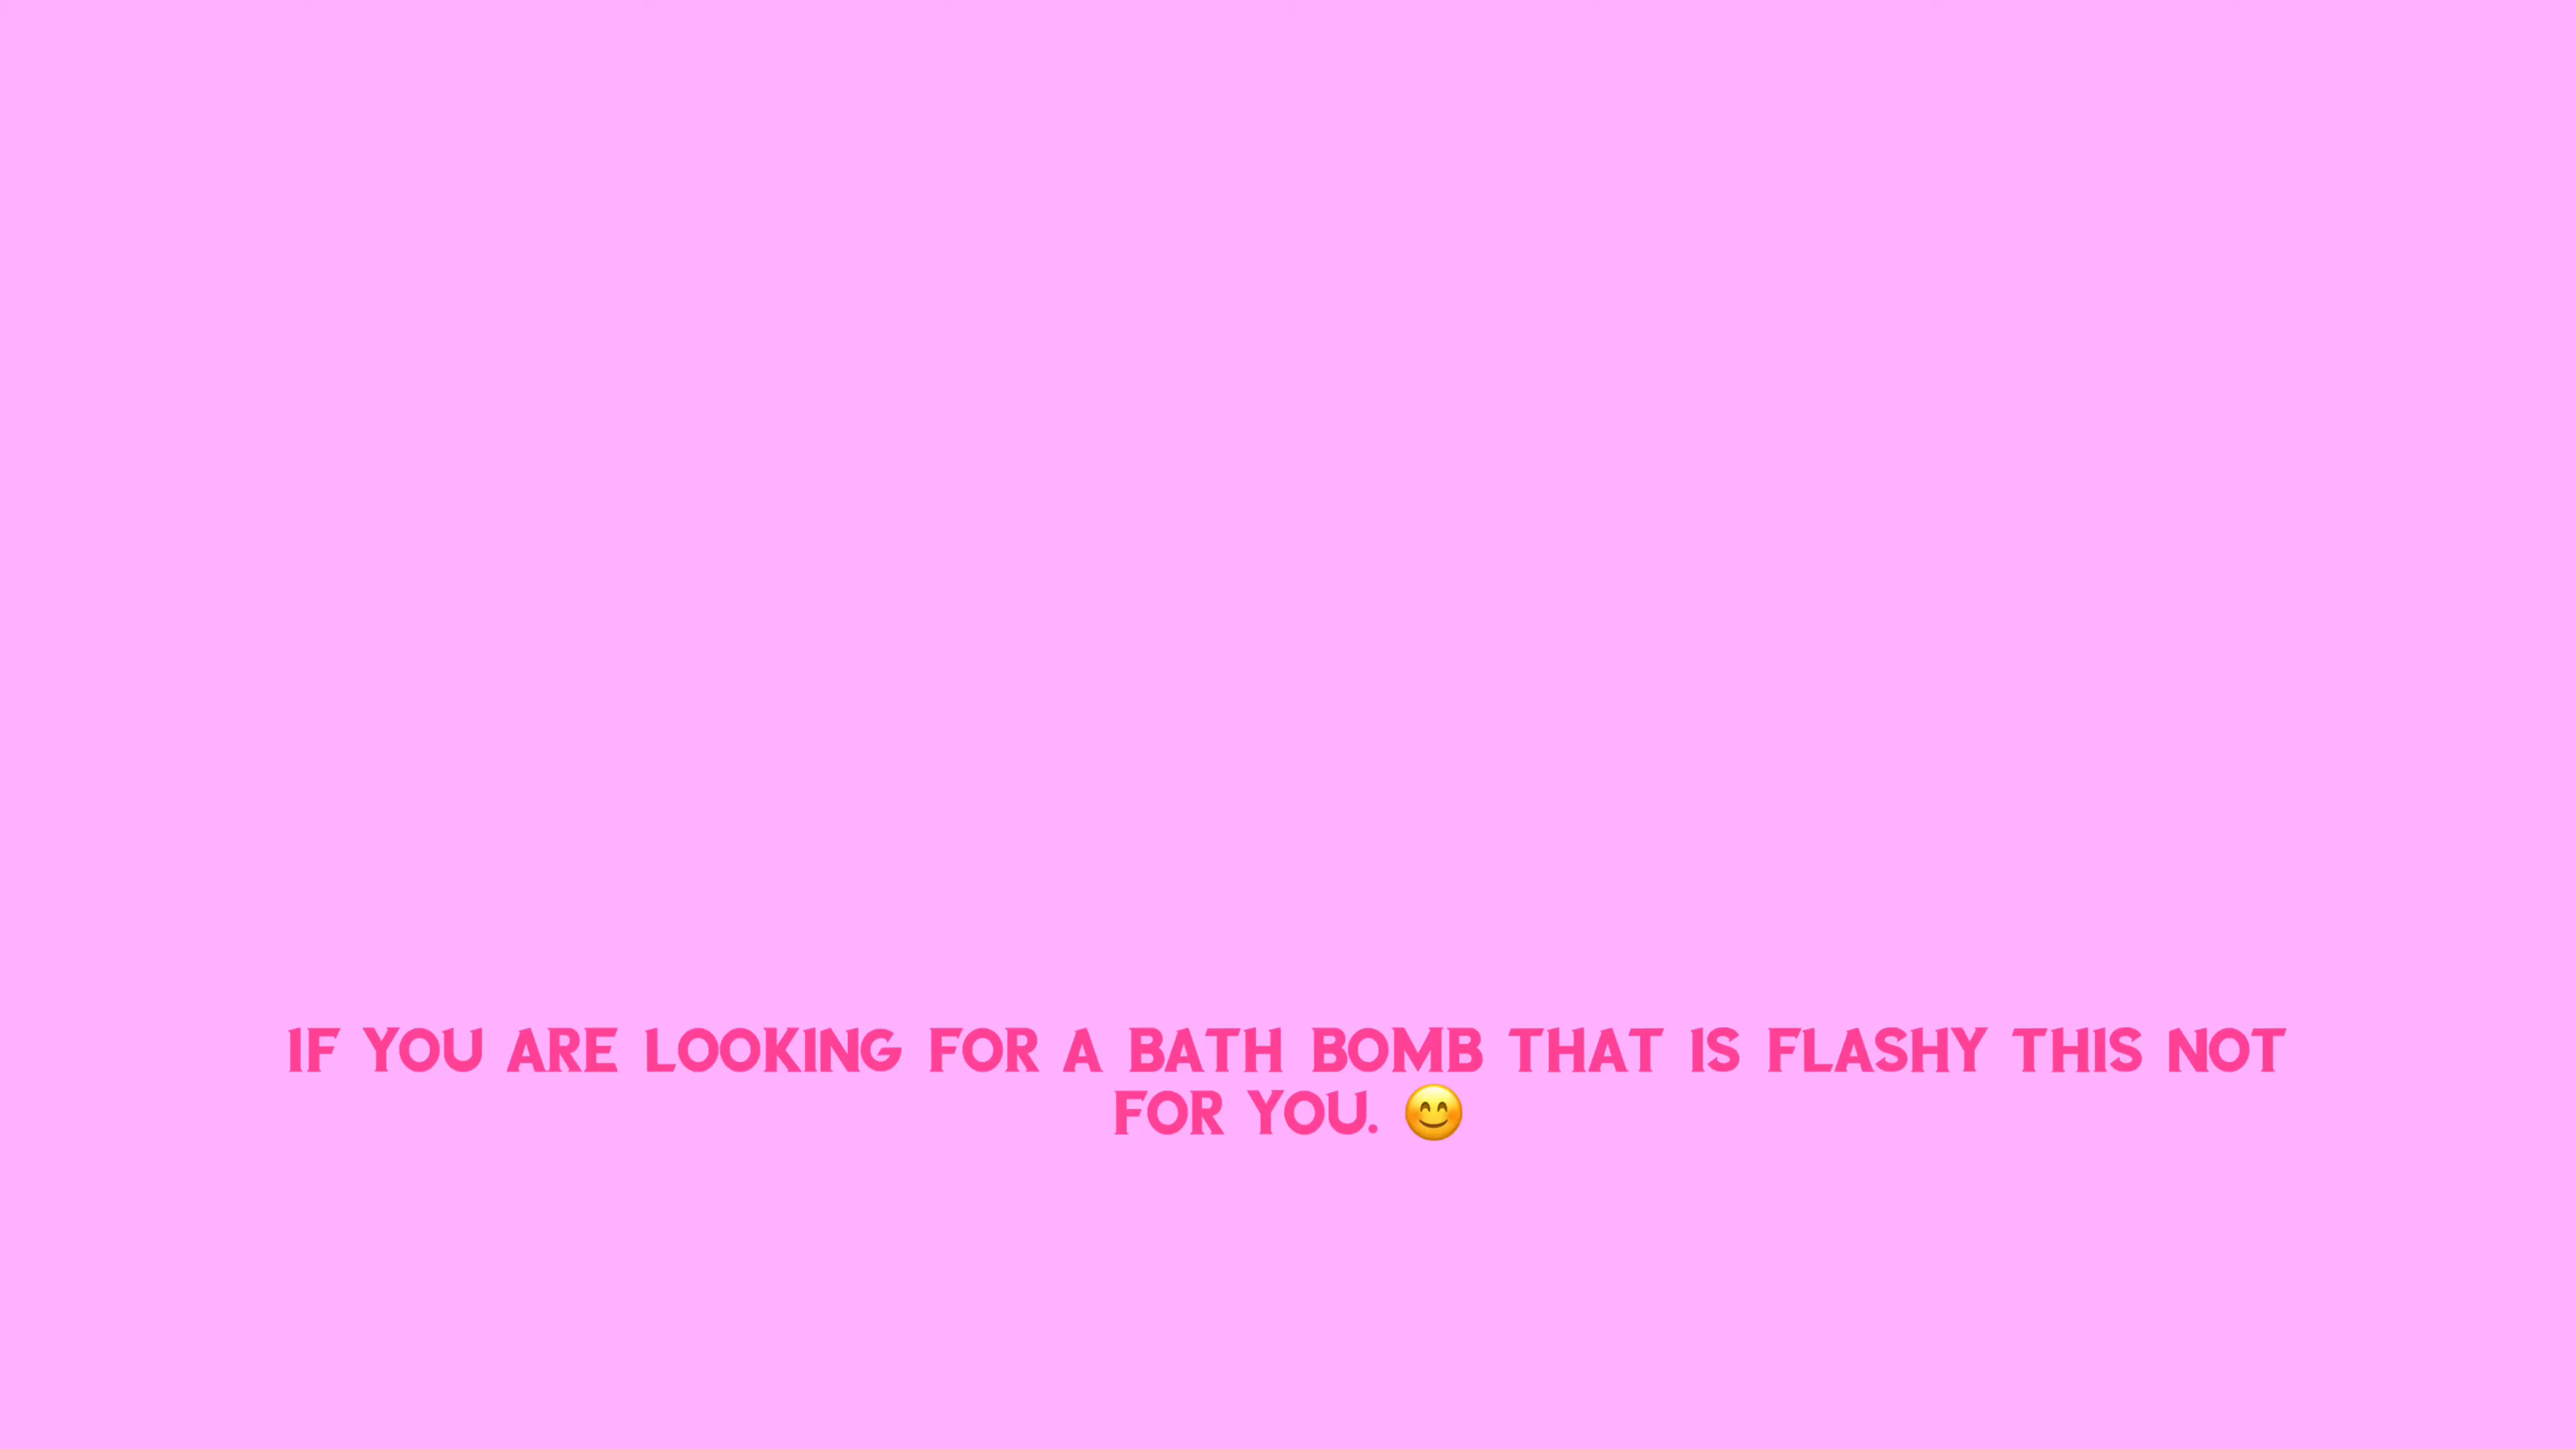 IF YOU ARE LOOKING FOR A BATH BOMB THAT IS FLASHY THIS NOT
FOR YOU. 😊